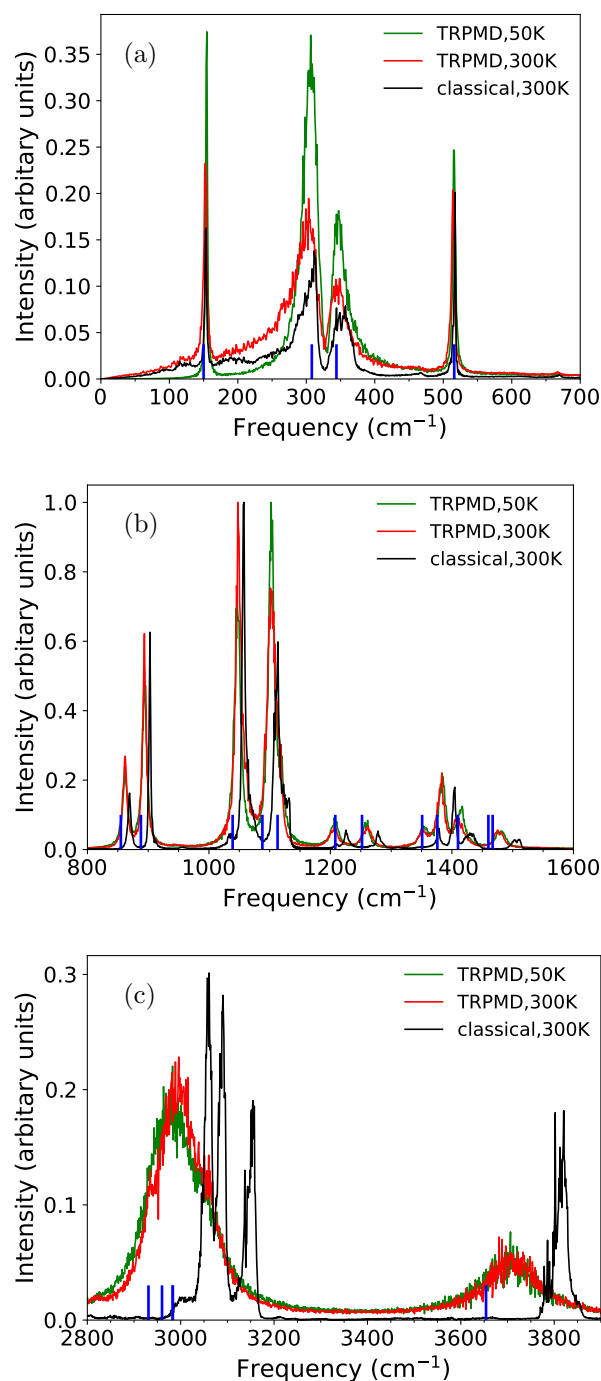 (a)
TRPMD,50K
TRPMD,300K
classical,300K
Intensity (arbitary units)
0.35
0.30
0.25
0.20
0.15
0.10
0.05
0.00
0 100 200 300 400 500 600 700
Frequency (cm⁻¹)
(b)
TRPMD,50K
TRPMD,300K
classical,300K
Intensity (arbitary units)
1.0
0.8
0.6
0.4
0.2
0.0
800 1000 1200 1400 1600
Frequency (cm⁻¹)
(c)
TRPMD,50K
TRPMD,300K
classical,300K
Intensity (arbitary units)
0.3
0.2
0.1
0.0
2800 3000 3200 3400 3600 3800
Frequency (cm⁻¹)